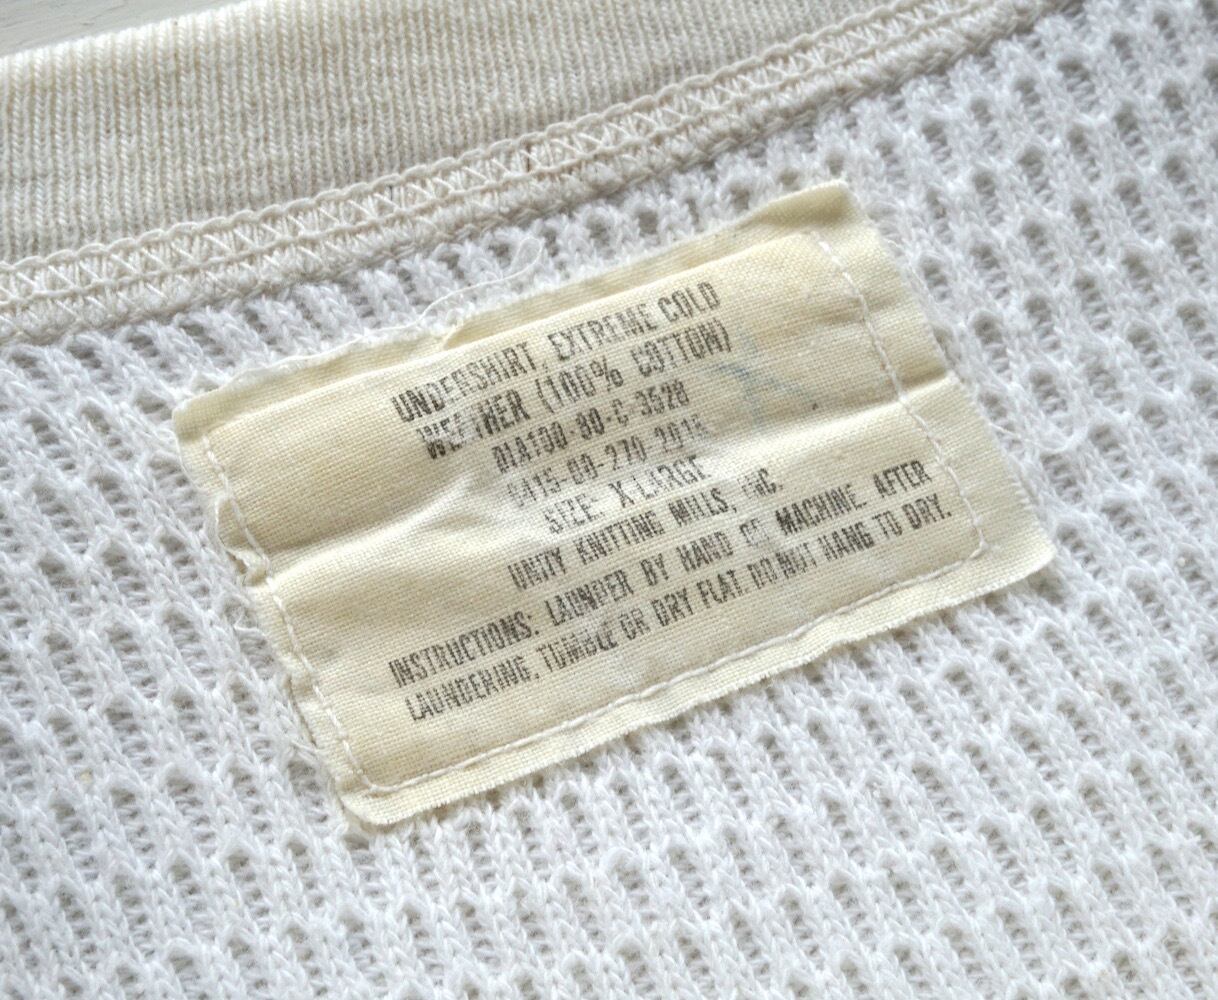 UNDERSHIRT, EXTREME COLD
WEATHER (100% COTTON)
DLA100-80-C-3528
8415-00-270-2015
SIZE: X-LARGE
UNITY KNITTING MILLS, INC.
INSTRUCTIONS. LAUNDER BY HAND OR MACHINE. AFTER
LAUNDERING, TUMBLE OR DRY FLAT. DO NOT HANG TO DRY.